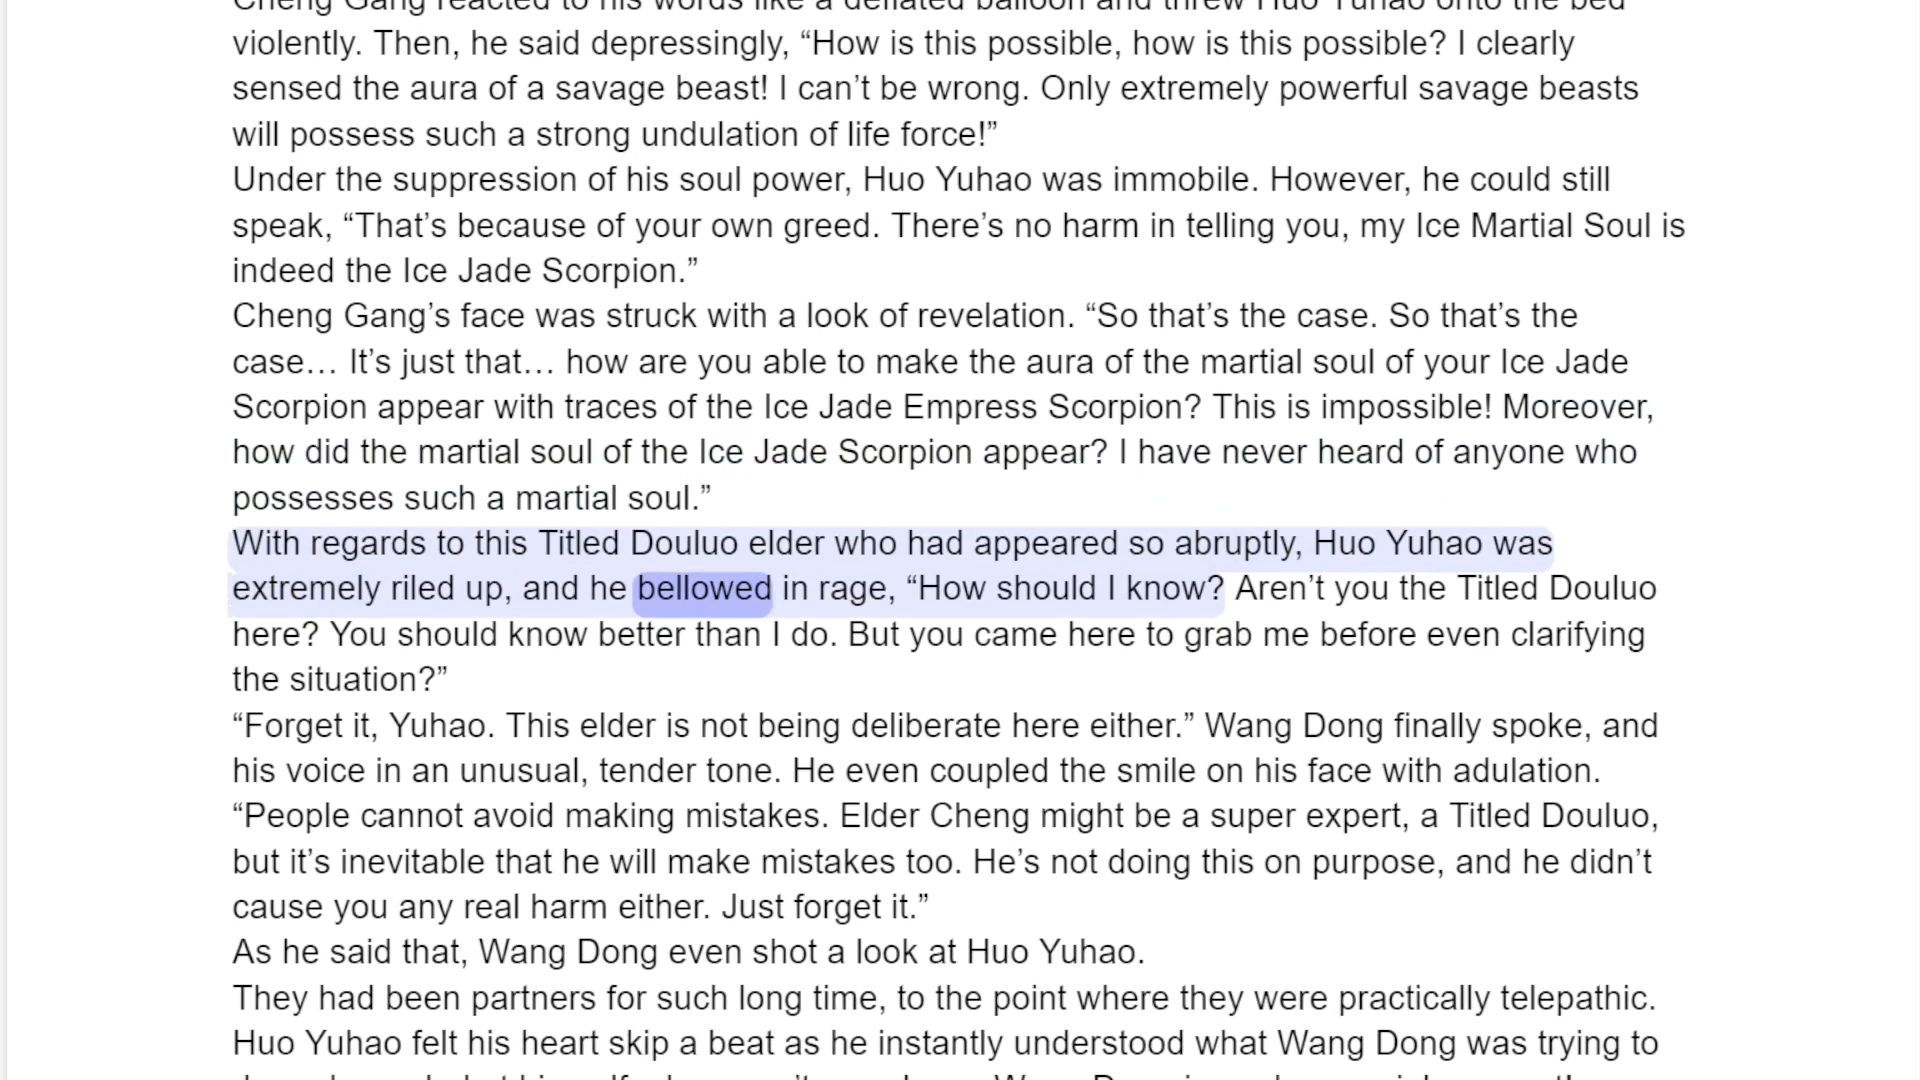 Cheng Gang reacted to his words like a deflated balloon and threw Huo Yuhao onto the bed
violently. Then, he said depressingly, “How is this possible, how is this possible? I clearly
sensed the aura of a savage beast! I can’t be wrong. Only extremely powerful savage beasts
will possess such a strong undulation of life force!”
Under the suppression of his soul power, Huo Yuhao was immobile. However, he could still
speak, “That’s because of your own greed. There’s no harm in telling you, my Ice Martial Soul is
indeed the Ice Jade Scorpion.”
Cheng Gang’s face was struck with a look of revelation. “So that’s the case. So that’s the
case… It’s just that… how are you able to make the aura of the martial soul of your Ice Jade
Scorpion appear with traces of the Ice Jade Empress Scorpion? This is impossible! Moreover,
how did the martial soul of the Ice Jade Scorpion appear? I have never heard of anyone who
possesses such a martial soul.”
With regards to this Titled Douluo elder who had appeared so abruptly, Huo Yuhao was
extremely riled up, and he bellowed in rage, “How should I know? Aren’t you the Titled Douluo
here? You should know better than I do. But you came here to grab me before even clarifying
the situation?”
“Forget it, Yuhao. This elder is not being deliberate here either.” Wang Dong finally spoke, and
his voice in an unusual, tender tone. He even coupled the smile on his face with adulation.
“People cannot avoid making mistakes. Elder Cheng might be a super expert, a Titled Douluo,
but it’s inevitable that he will make mistakes too. He’s not doing this on purpose, and he didn’t
cause you any real harm either. Just forget it.”
As he said that, Wang Dong even shot a look at Huo Yuhao.
They had been partners for such long time, to the point where they were practically telepathic.
Huo Yuhao felt his heart skip a beat as he instantly understood what Wang Dong was trying to